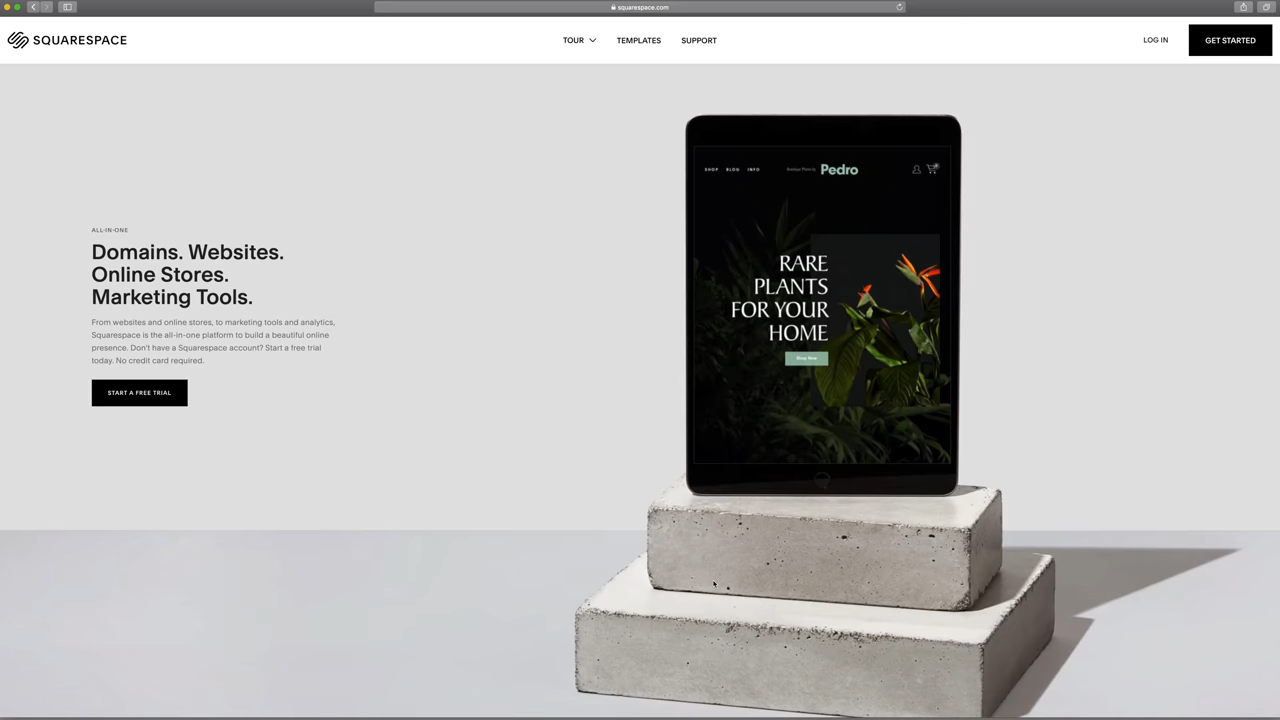 squarespace.com
SQUARESPACE
TOUR
TEMPLATES
SUPPORT
LOG IN
GET STARTED
ALL-IN-ONE
Domains. Websites.
Online Stores.
Marketing Tools.
From websites and online stores, to marketing tools and analytics,
Squarespace is the all-in-one platform to build a beautiful online
presence. Don't have a Squarespace account? Start a free trial
today. No credit card required.
START A FREE TRIAL
SHOP BLOG INFO
Boutique Plants by Pedro
RARE
PLANTS
FOR YOUR
HOME
Shop Now